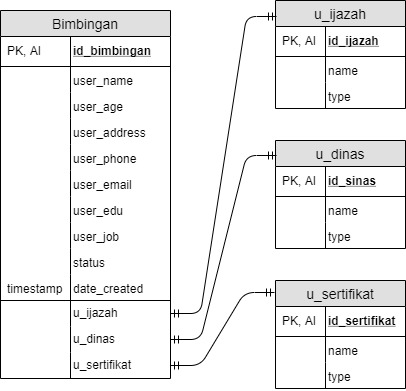 Bimbingan
PK, AI id_bimbingan
user_name
user_age
user_address
user_phone
user_email
user_edu
user_job
status
timestamp date_created
u_ijazah
u_dinas
u_sertifikat
u_ijazah
PK, AI id_ijazah
name
type
u_dinas
PK, AI id_sinas
name
type
u_sertifikat
PK, AI id_sertifikat
name
type